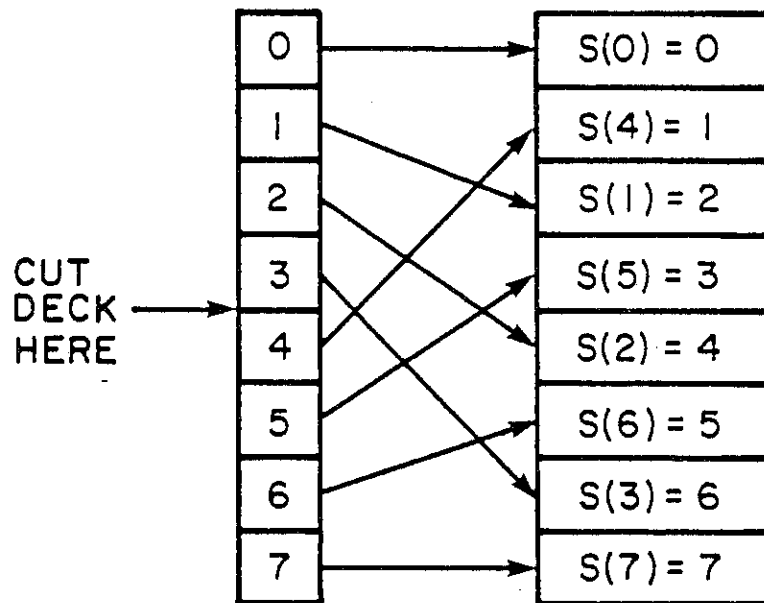 0
S(0) = 0
1
S(4) = 1
2
S(1) = 2
3
S(5) = 3
CUT
DECK
HERE
4
S(2) = 4
5
S(6) = 5
6
S(3) = 6
7
S(7) = 7